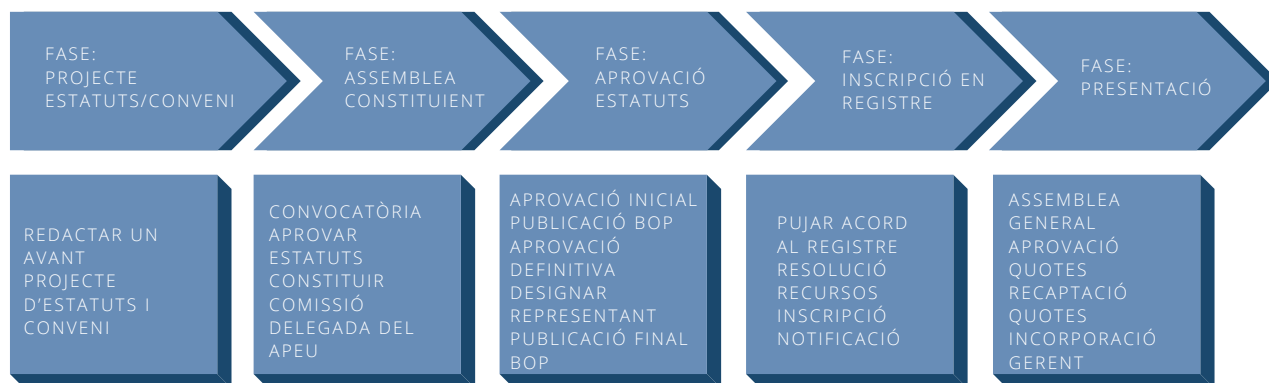 FASE:
PROJECTE
ESTATUTS/CONVENI
FASE:
ASSEMBLEA
CONSTITUIENT
FASE:
APROVACIÓ
ESTATUTS
FASE:
INSCRIPCIÓ EN
REGISTRE
FASE:
PRESENTACIÓ
REDACTAR UN
AVANT
PROJECTE
D'ESTATUTS I
CONVENI
CONVOCATÒRIA
APROVAR
ESTATUTS
CONSTITUIR
COMISSIÓ
DELEGADA DEL
APEU
APROVACIÓ INICIAL
PUBLICACIÓ BOP
APROVACIÓ
DEFINITIVA
DESIGNAR
REPRESENTANT
PUBLICACIÓ FINAL
BOP
PUJAR ACORD
AL REGISTRE
RESOLUCIÓ
RECURSOS
INSCRIPCIÓ
NOTIFICACIÓ
ASSEMBLEA
GENERAL
APROVACIÓ
QUOTES
RECAPTACIÓ
QUOTES
INCORPORACIÓ
GERENT